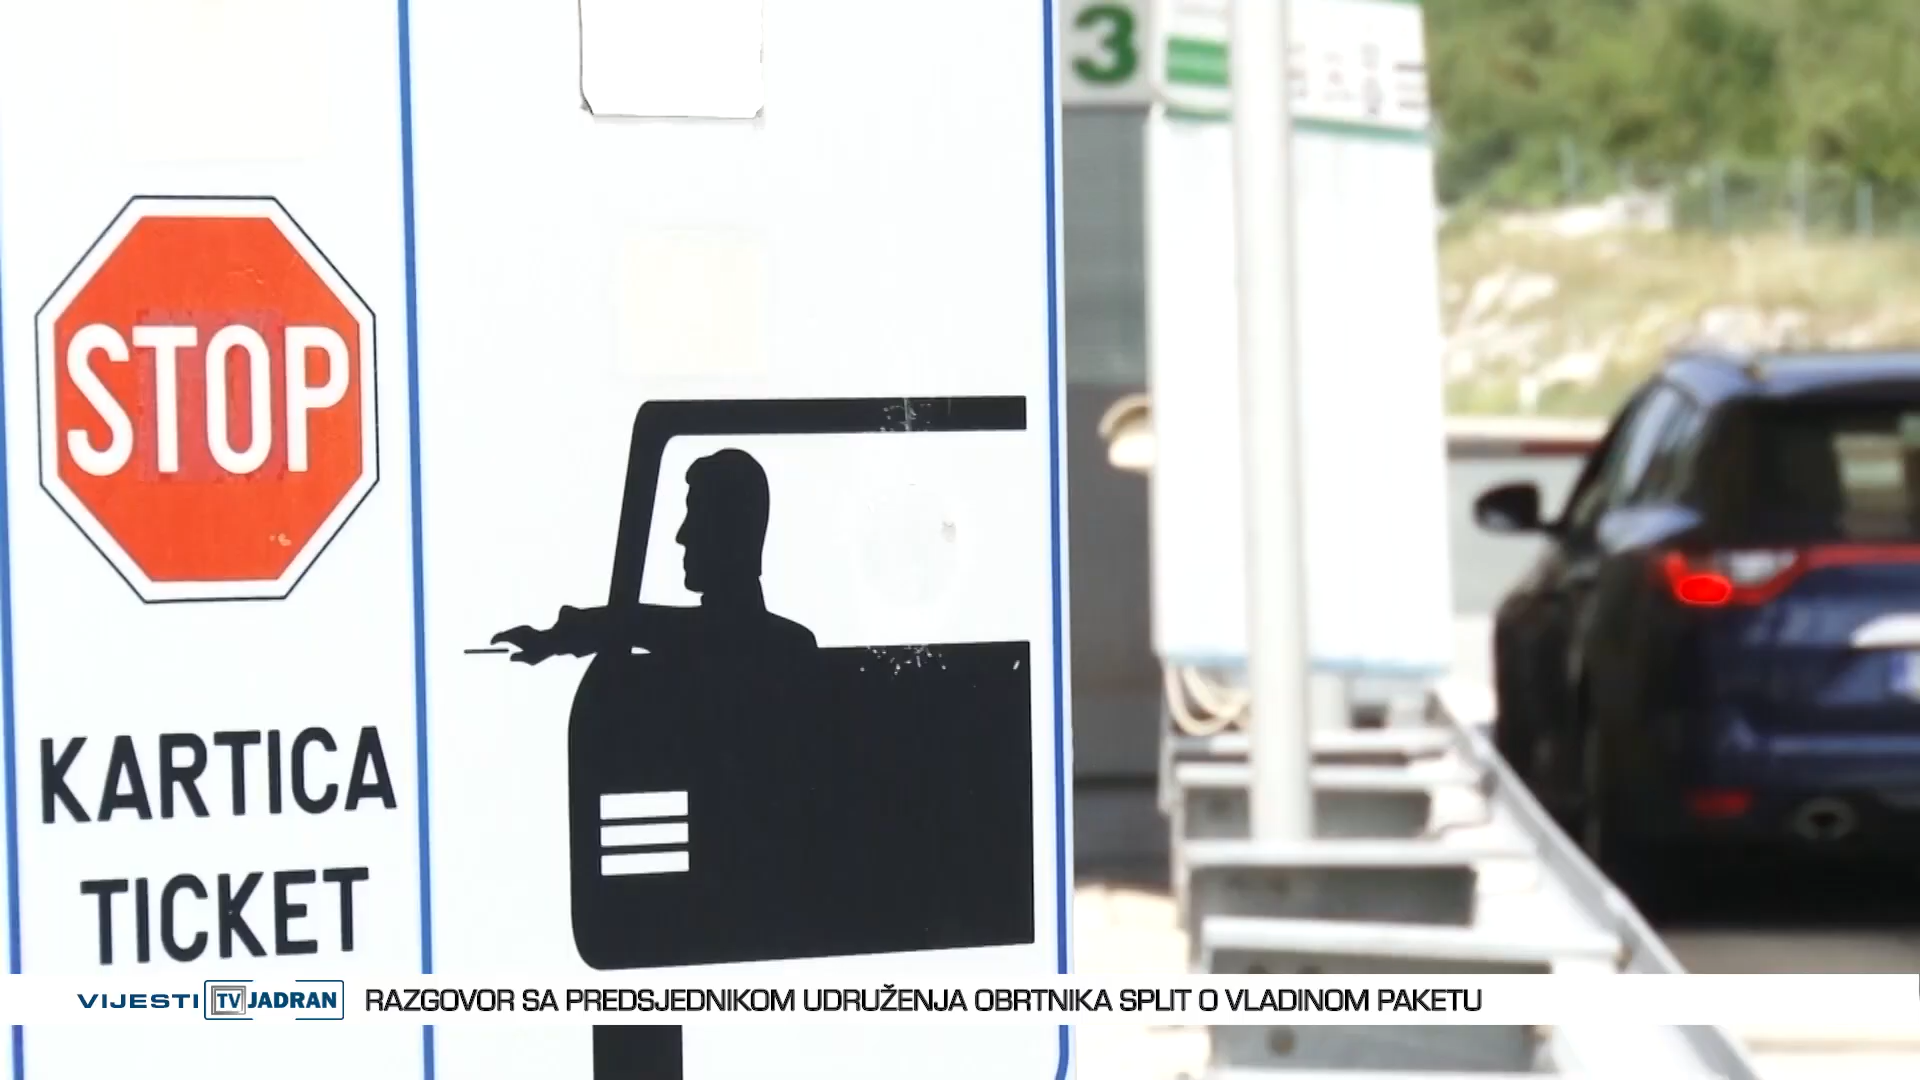 3
STOP
KARTICA
TICKET
VIJESTI TV JADRAN RAZGOVOR SA PREDSJEDNIKOM UDRUŽENJA OBRTNIKA SPLIT O VLADINOM PAKETU